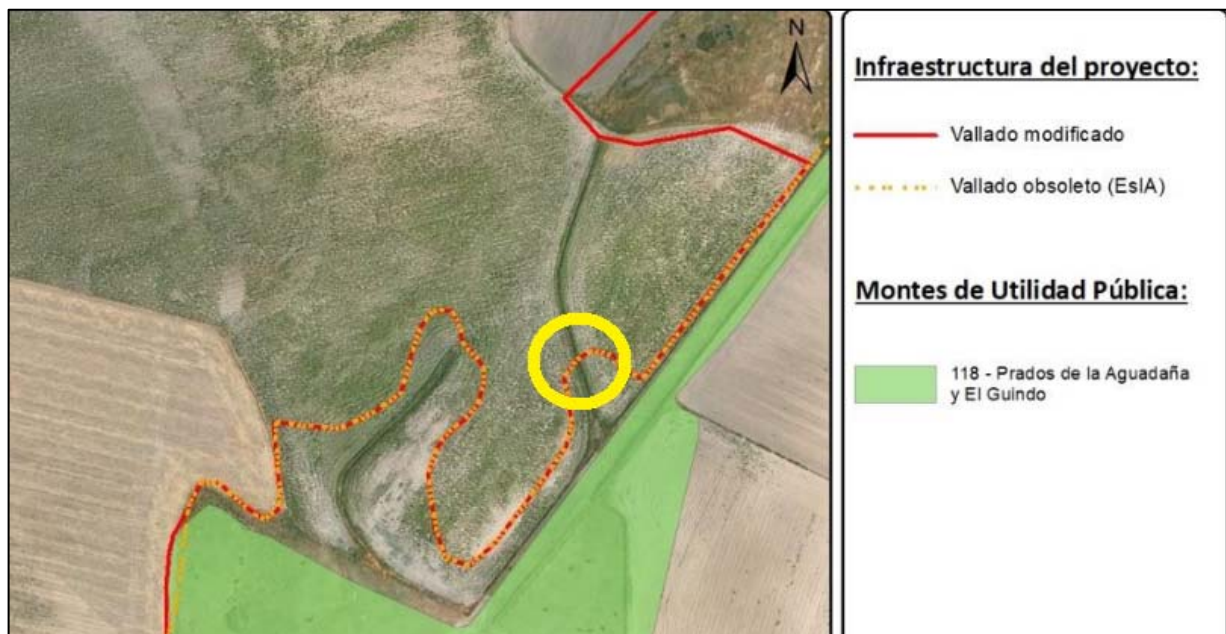 N
Infraestructura del proyecto:
Vallado modificado
Vallado obsoleto (EsIA)
Montes de Utilidad Pública:
118 - Prados de la Aguadaña
y El Guindo